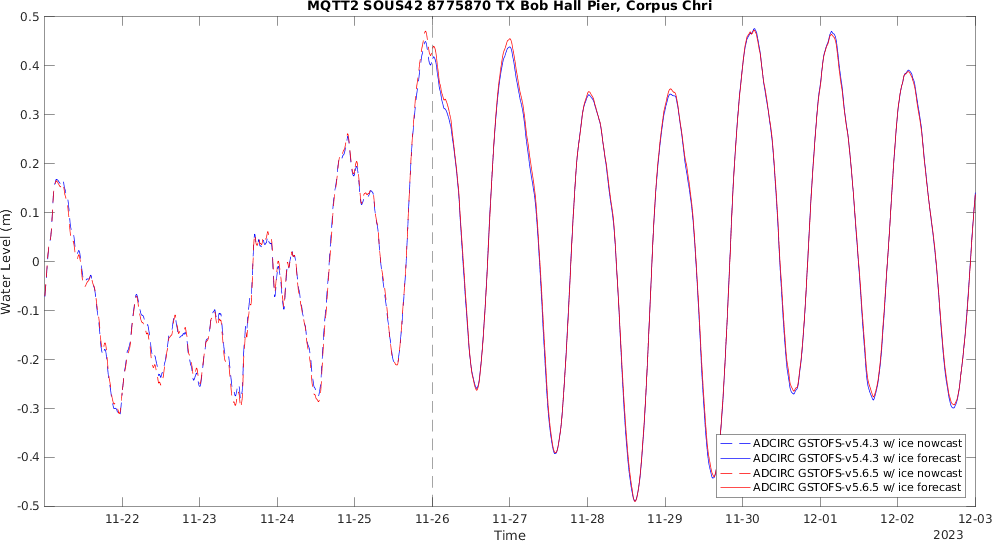 MQTT2 SOUS42 8775870 TX Bob Hall Pier, Corpus Chri
0.5
0.4
0.3
0.2
0.1
0
-0.1
-0.2
-0.3
-0.4
-0.5
Water Level (m)
ADCIRC GSTOFS-v5.4.3 w/ ice nowcast
ADCIRC GSTOFS-v5.4.3 w/ ice forecast
ADCIRC GSTOFS-v5.6.5 w/ ice nowcast
ADCIRC GSTOFS-v5.6.5 w/ ice forecast
11-22 11-23 11-24 11-25 11-26 11-27 11-28 11-29 11-30 12-01 12-02 12-03
Time
2023